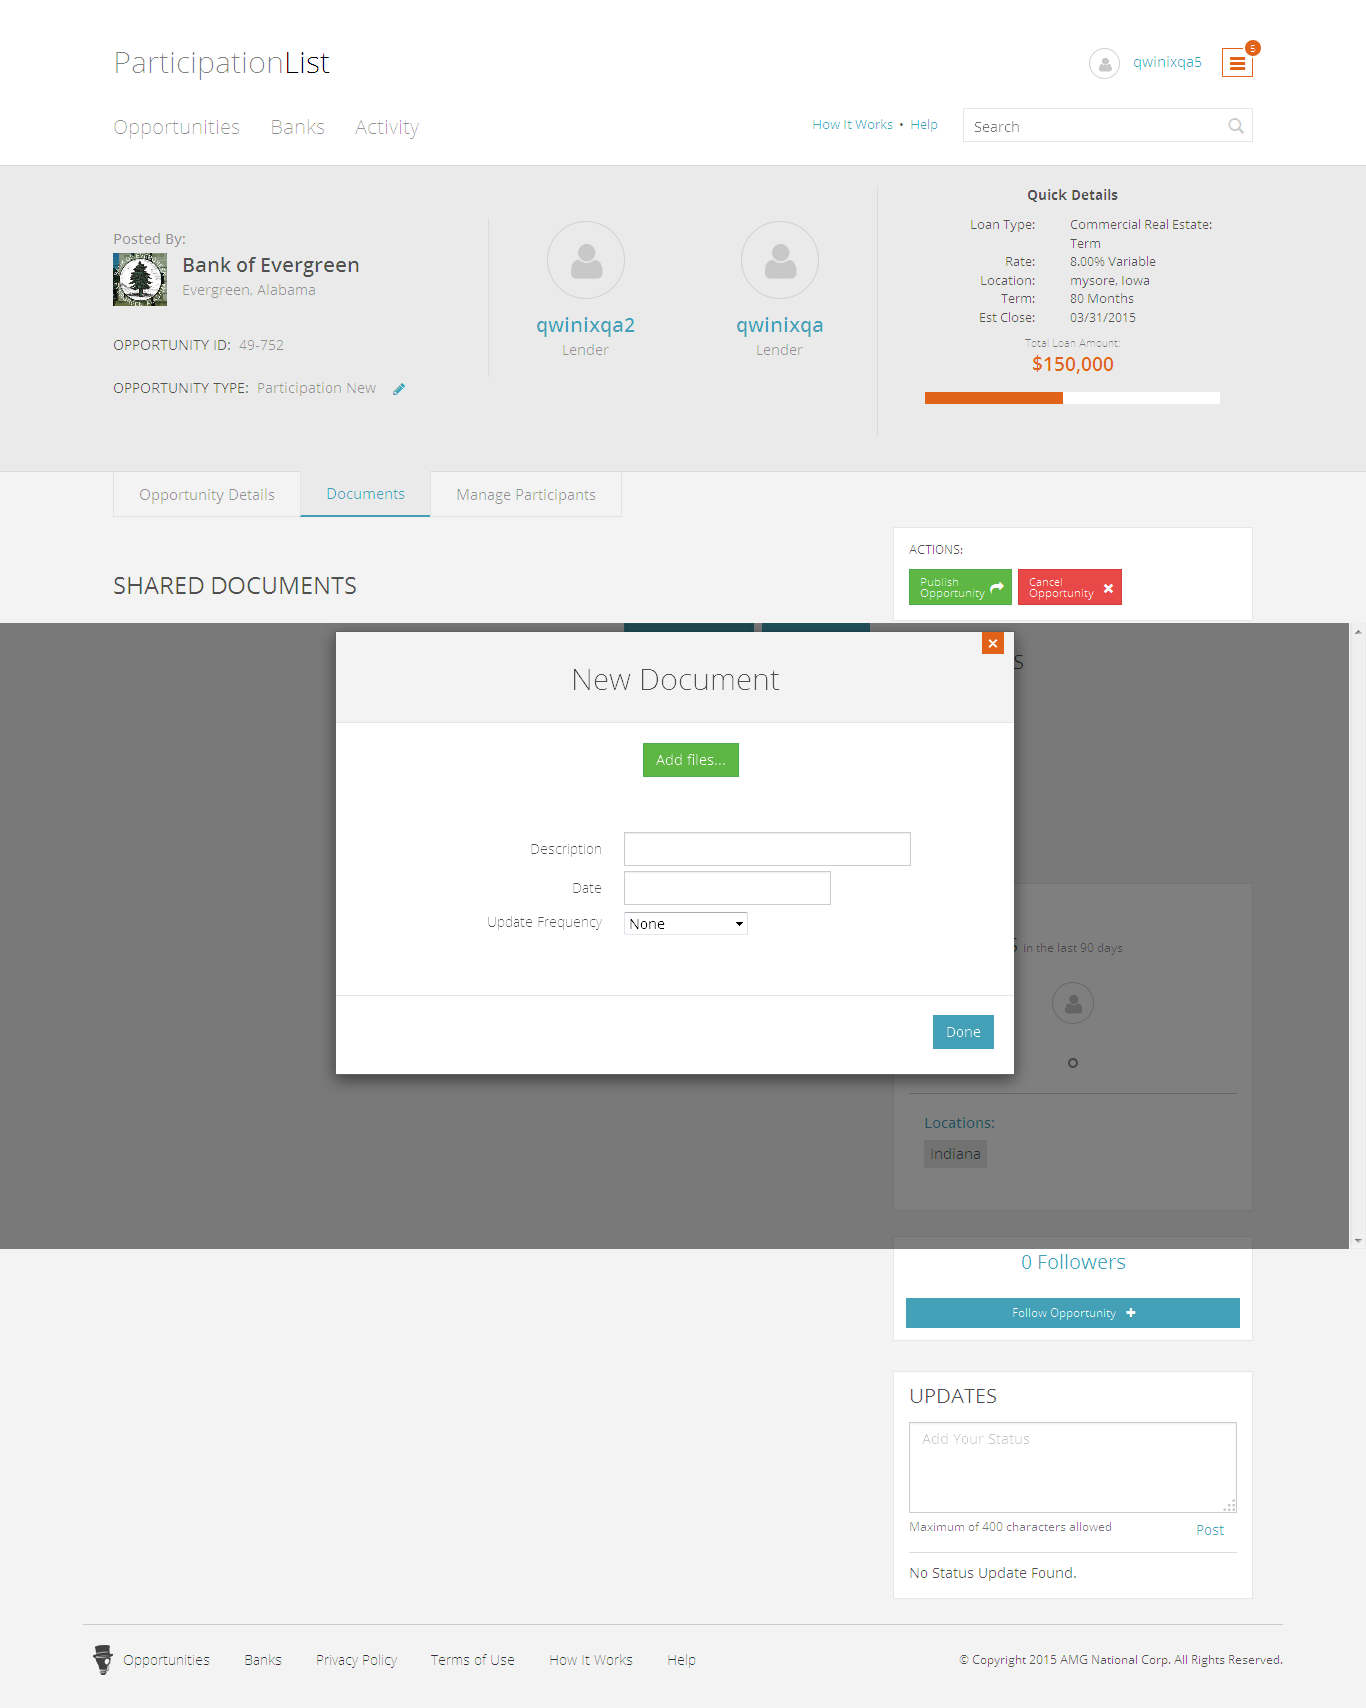 ParticipationList
qwinixqa5
5
Opportunities Banks Activity
How It Works • Help
Search
Posted By:
Bank of Evergreen
Evergreen, Alabama
OPPORTUNITY ID: 49-752
OPPORTUNITY TYPE: Participation New
qwinixqa2
Lender
qwinixqa
Lender
Quick Details
Loan Type: Commercial Real Estate:
Term
Rate: 8.00% Variable
Location: mysore, Iowa
Term: 80 Months
Est Close: 03/31/2015
Total Loan Amount:
$150,000
Opportunity Details Documents Manage Participants
SHARED DOCUMENTS
ACTIONS:
Publish
Opportunity
Cancel
Opportunity
New Document
Add files...
Description
Date
Update Frequency None
Done
in the last 90 days
Locations:
Indiana
0 Followers
Follow Opportunity
UPDATES
Add Your Status
Maximum of 400 characters allowed
Post
No Status Update Found.
Opportunities Banks Privacy Policy Terms of Use How It Works Help
© Copyright 2015 AMG National Corp. All Rights Reserved.